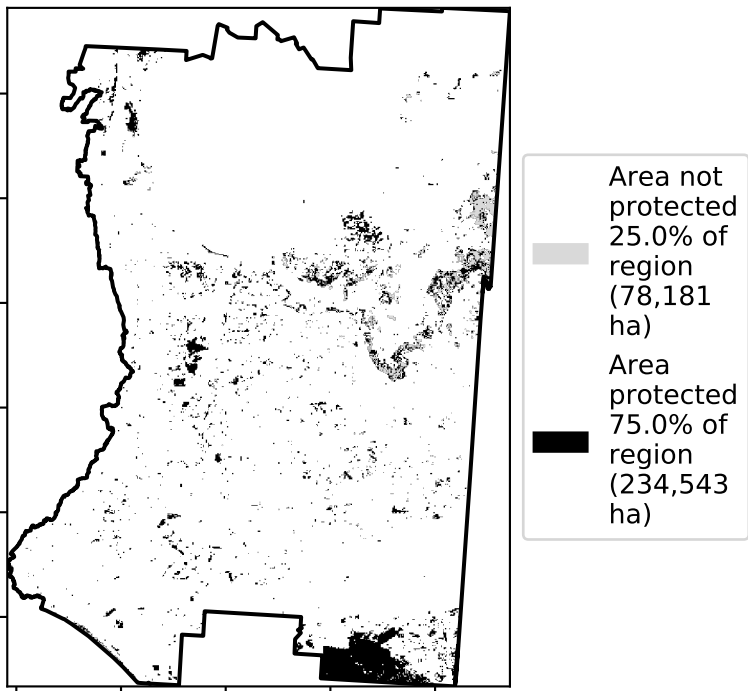 Area not
protected
25.0% of
region
(78,181
ha)
Area
protected
75.0% of
region
(234,543
ha)